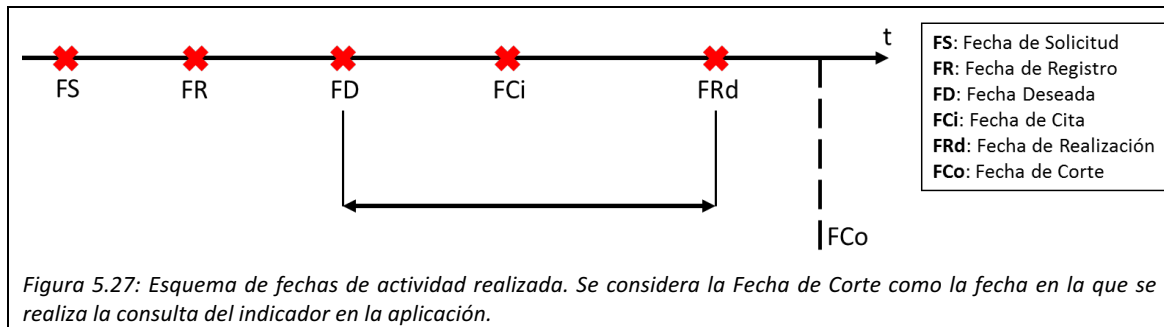 t
FS
FR
FD
FCi
FRd
FCo
FS: Fecha de Solicitud
FR: Fecha de Registro
FD: Fecha Deseada
FCi: Fecha de Cita
FRd: Fecha de Realización
FCo: Fecha de Corte
Figura 5.27: Esquema de fechas de actividad realizada. Se considera la Fecha de Corte como la fecha en la que se
realiza la consulta del indicador en la aplicación.